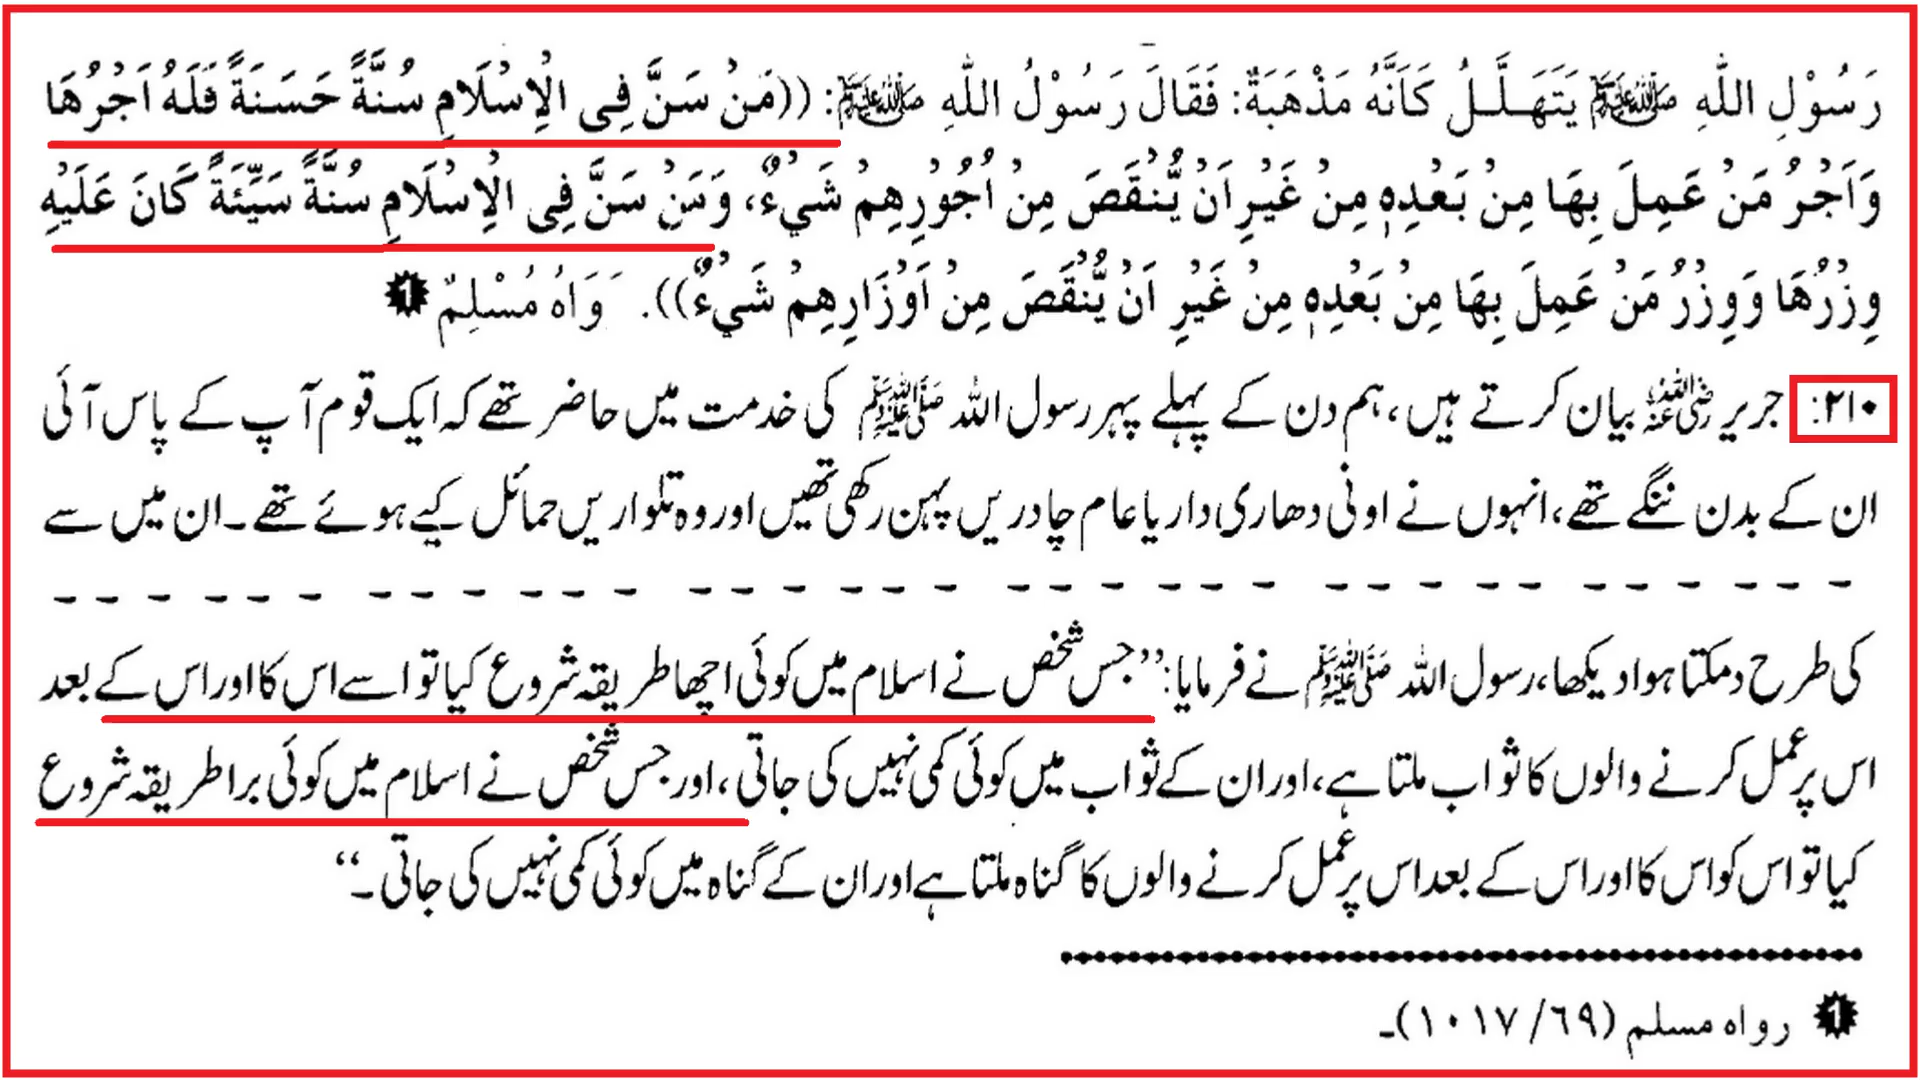 رَسُوْلِ اللّٰهِ ﷺ يَتَهَلَّلُ كَاَنَّهُ مَذْهَبَةٌ: فَقَالَ رَسُوْلُ اللّٰهِ ﷺ: ((مَنْ سَنَّ فِى الْاِسْلَامِ سُنَّةً حَسَنَةً فَلَهُ اَجْرُهَا
وَاَجْرُ مَنْ عَمِلَ بِهَا مِنْ بَعْدِهٖ مِنْ غَيْرِ اَنْ يُّنْقَصَ مِنْ اُجُوْرِهِمْ شَيْءٌ، وَمَنْ سَنَّ فِى الْاِسْلَامِ سُنَّةً سَيِّئَةً كَانَ عَلَيْهِ
وِزْرُهَا وَوِزْرُ مَنْ عَمِلَ بِهَا مِنْ بَعْدِهٖ مِنْ غَيْرِ اَنْ يُّنْقَصَ مِنْ اَوْزَارِهِمْ شَيْءٌ)). رَوَاهُ مُسْلِمٌ ❶
۲۱۰: جریر رضی اللہ عنہ بیان کرتے ہیں، ہم دن کے پہلے پہر رسول اللہ ﷺ کی خدمت میں حاضر تھے کہ ایک قوم آپ کے پاس آئی
ان کے بدن ننگے تھے، انہوں نے اونی دھاری دار یا عام چادریں پہن رکھی تھیں اور وہ تلواریں حمائل کیے ہوئے تھے۔ ان میں سے
کی طرح دمکتا ہوا دیکھا، رسول اللہ ﷺ نے فرمایا: ’’جس شخص نے اسلام میں کوئی اچھا طریقہ شروع کیا تو اسے اس کا اور اس کے بعد
اس پر عمل کرنے والوں کا ثواب ملتا ہے، اور ان کے ثواب میں کوئی کمی نہیں کی جاتی، اور جس شخص نے اسلام میں کوئی برا طریقہ شروع
کیا تو اس کو اس کا اور اس کے بعد اس پر عمل کرنے والوں کا گناہ ملتا ہے اور ان کے گناہ میں کوئی کمی نہیں کی جاتی۔‘‘
❶ رواه مسلم (٦٩/ ١٠١٧)۔